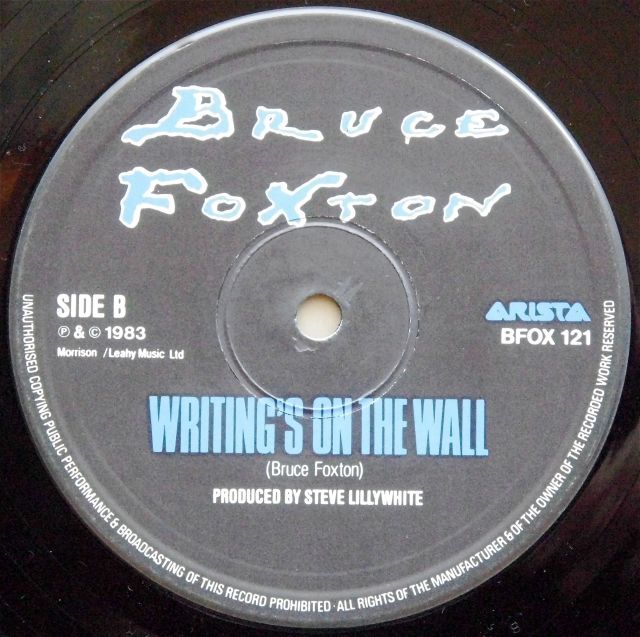 BRUCE
FOXTON
SIDE B
℗ & © 1983
Morrison / Leahy Music Ltd
ARISTA
BFOX 121
WRITING'S ON THE WALL
(Bruce Foxton)
PRODUCED BY STEVE LILLYWHITE
UNAUTHORISED COPYING PUBLIC PERFORMANCE & BROADCASTING OF THIS RECORD PROHIBITED · ALL RIGHTS OF THE MANUFACTURER & OF THE OWNER OF THE RECORDED WORK RESERVED